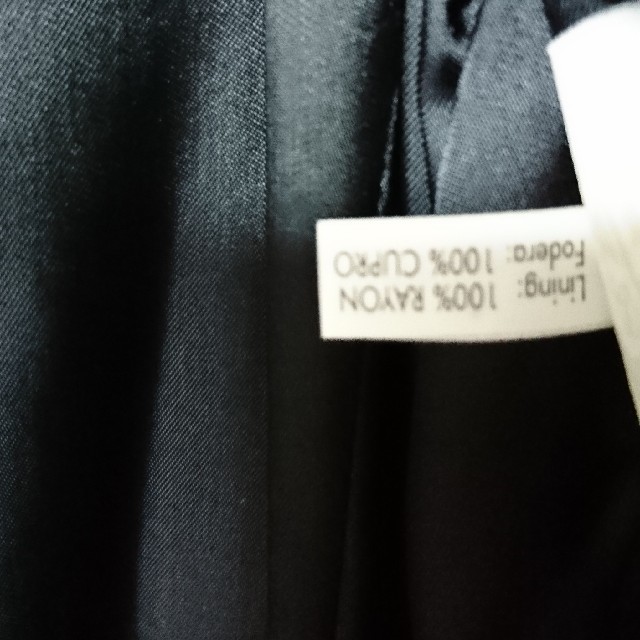 Lining: 100% RAYON
Fodera: 100% CUPRO